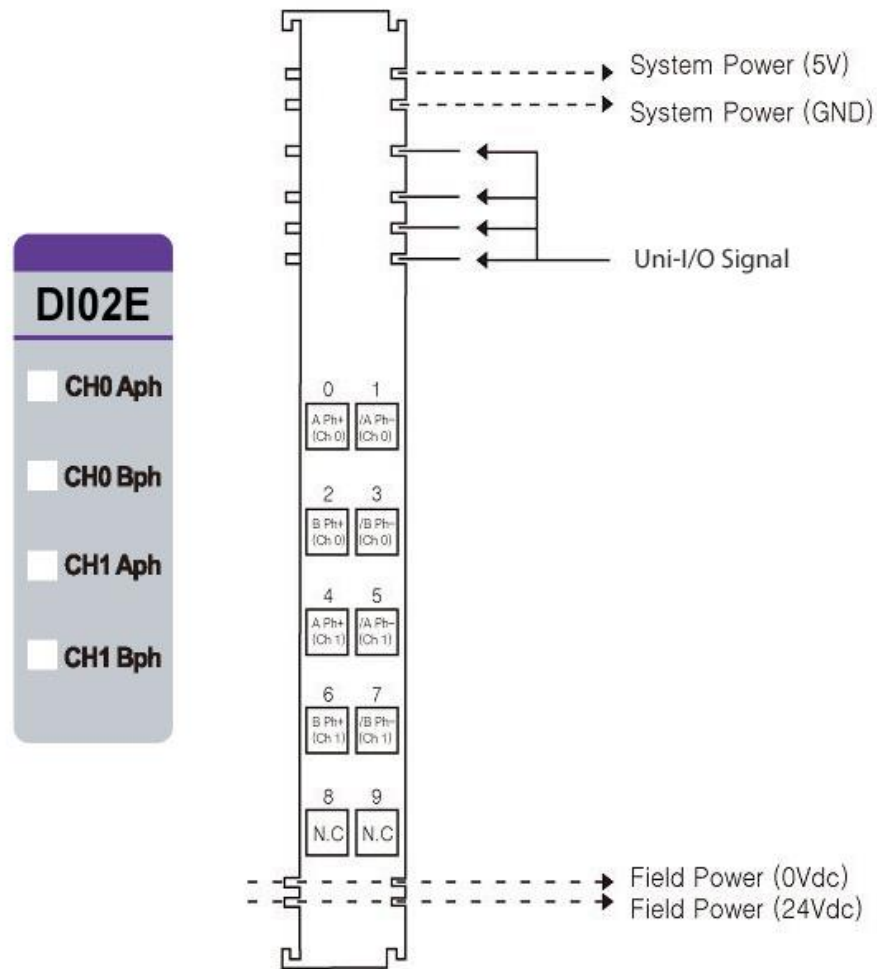 System Power (5V)
System Power (GND)
Uni-I/O Signal
DI02E
CH0 Aph
CH0 Bph
CH1 Aph
CH1 Bph
0 1
A Ph+ /A Ph-
(Ch 0) (Ch 0)
2 3
B Ph+ /B Ph-
(Ch 0) (Ch 0)
4 5
A Ph+ /A Ph-
(Ch 1) (Ch 1)
6 7
B Ph+ /B Ph-
(Ch 1) (Ch 1)
8 9
N.C N.C
Field Power (0Vdc)
Field Power (24Vdc)